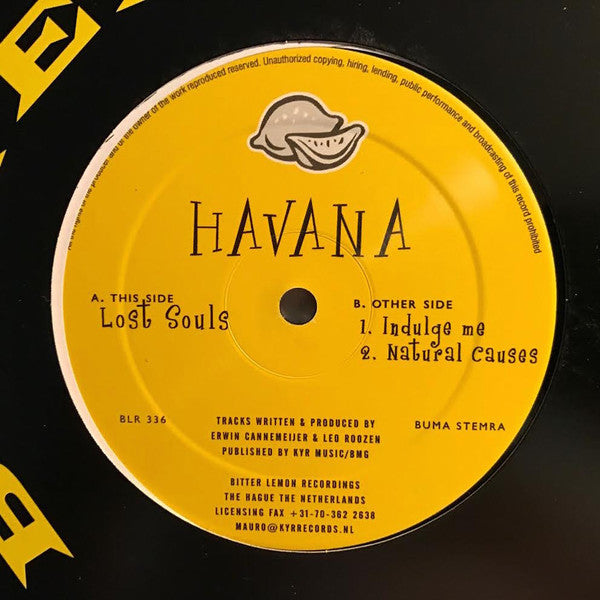 All the rights of the producer and of the owner of the work reproduced reserved. Unauthorized copying, hiring, lending, public performance and broadcasting of this record prohibited
HAVANA
A. THIS SIDE
Lost Souls
B. OTHER SIDE
1. Indulge me
2. Natural Causes
BLR 336
BUMA STEMRA
TRACKS WRITTEN & PRODUCED BY
ERWIN CANNEMEIJER & LEO ROOZEN
PUBLISHED BY KYR MUSIC/BMG
BITTER LEMON RECORDINGS
THE HAGUE THE NETHERLANDS
LICENSING FAX +31-70-362 2638
MAURO@KYRRECORDS.NL